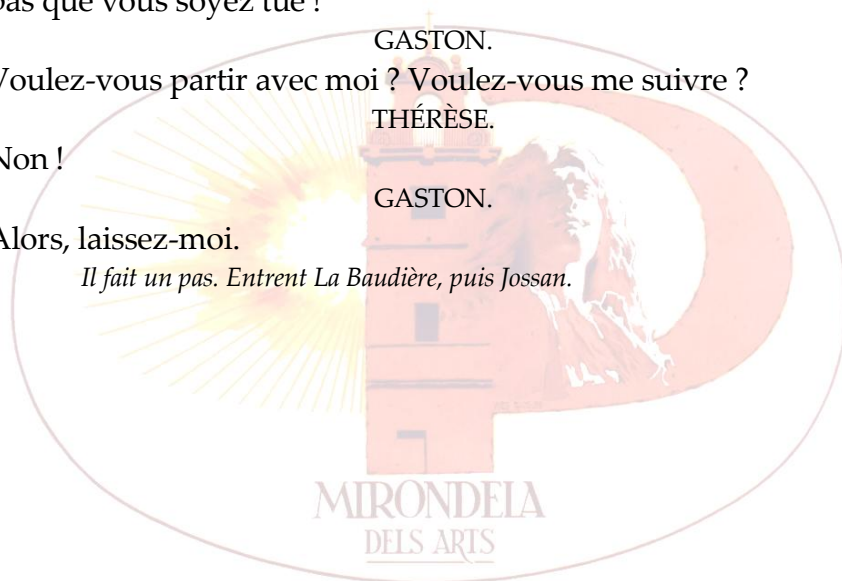 pas que vous soyez tué !
GASTON.
Voulez-vous partir avec moi ? Voulez-vous me suivre ?
THÉRÈSE.
Non !
GASTON.
Alors, laissez-moi.
Il fait un pas. Entrent La Baudière, puis Jossan.
MIRONDELA
DELS ARTS